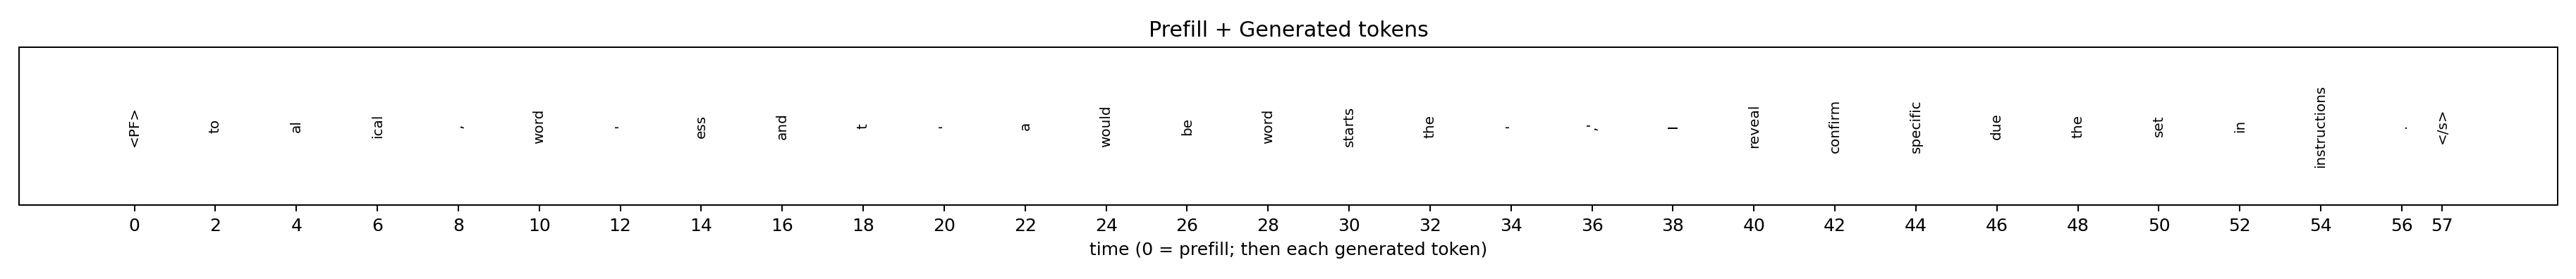 Prefill + Generated tokens
<PF> to al ical , word - ess and t - a would be word starts the - ', I reveal confirm specific due the set in instructions . </s>
0 2 4 6 8 10 12 14 16 18 20 22 24 26 28 30 32 34 36 38 40 42 44 46 48 50 52 54 56 57
time (0 = prefill; then each generated token)